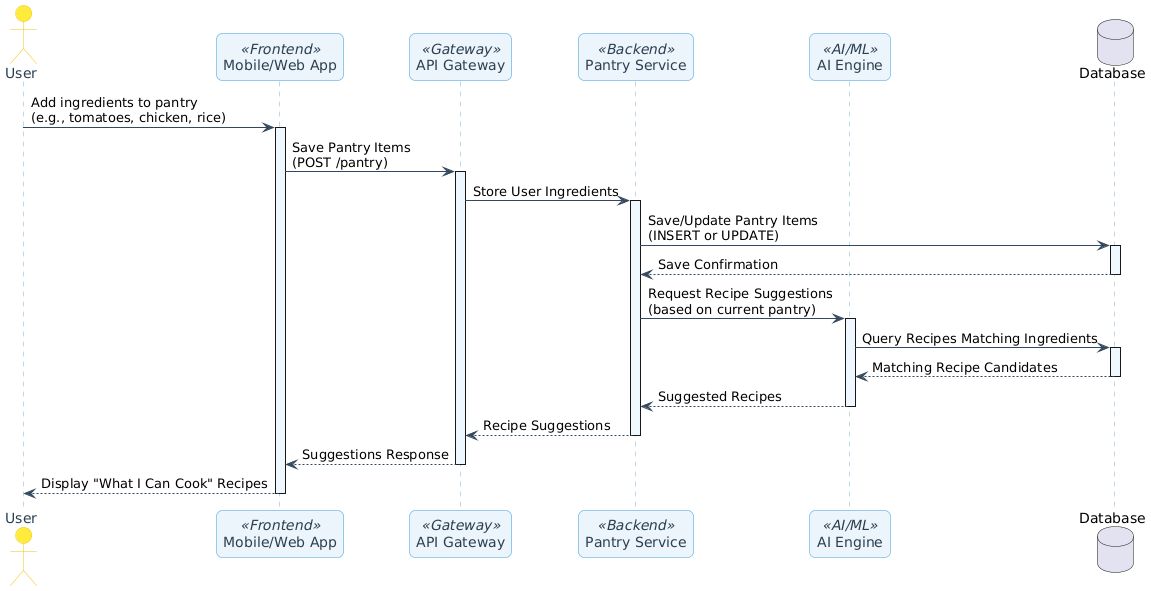 User
«Frontend»
Mobile/Web App
«Gateway»
API Gateway
«Backend»
Pantry Service
«AI/ML»
AI Engine
Database
Add ingredients to pantry
(e.g., tomatoes, chicken, rice)
Save Pantry Items
(POST /pantry)
Store User Ingredients
Save/Update Pantry Items
(INSERT or UPDATE)
Save Confirmation
Request Recipe Suggestions
(based on current pantry)
Query Recipes Matching Ingredients
Matching Recipe Candidates
Suggested Recipes
Recipe Suggestions
Suggestions Response
Display "What I Can Cook" Recipes
User
«Frontend»
Mobile/Web App
«Gateway»
API Gateway
«Backend»
Pantry Service
«AI/ML»
AI Engine
Database